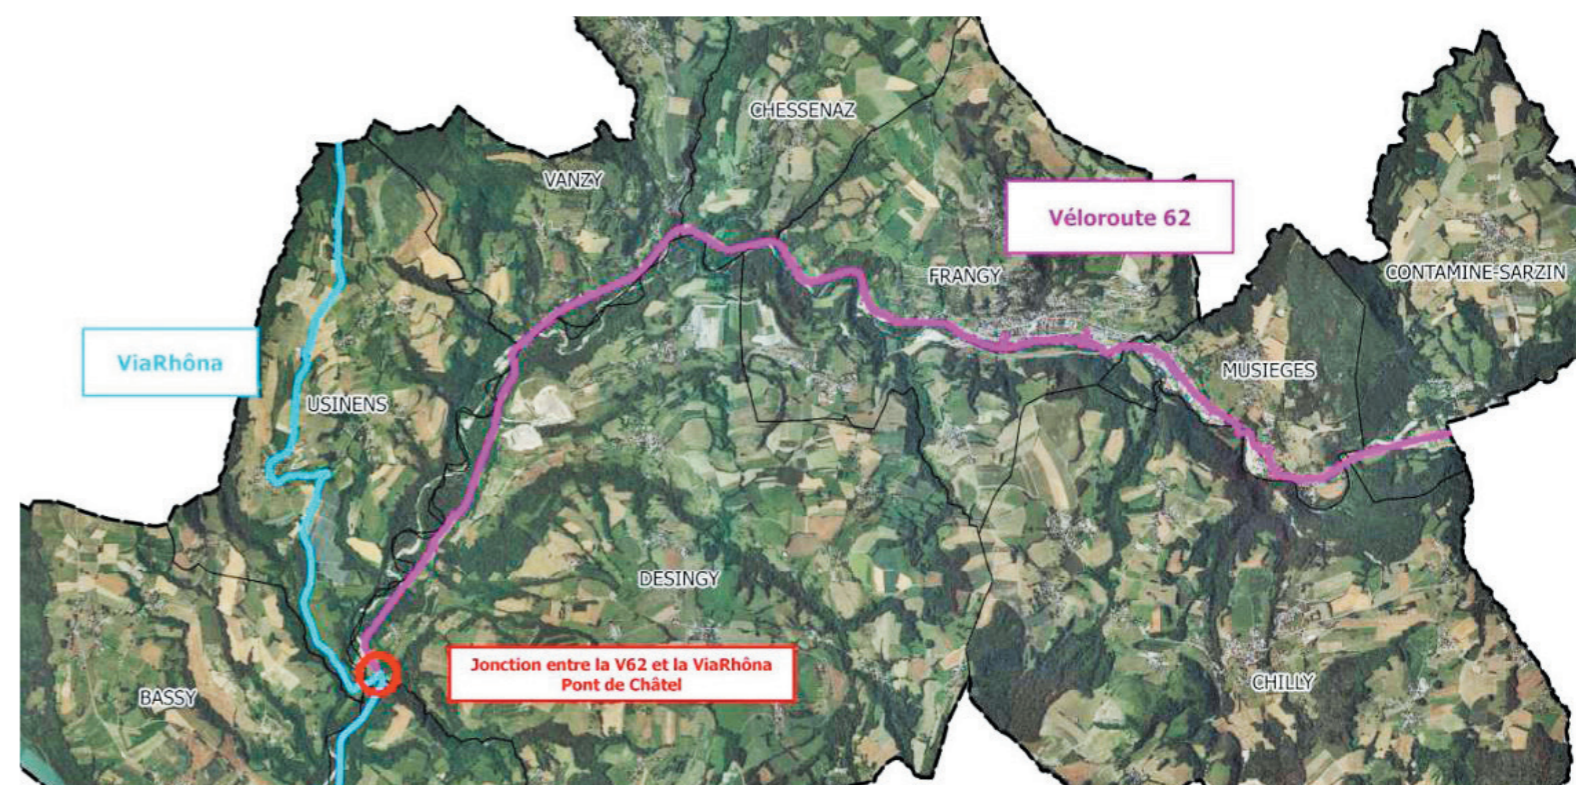 CHESSENAZ
VANZY
Véloroute 62
FRANGY
CONTAMINE-SARZIN
ViaRhôna
MUSIEGES
USINENS
DESINGY
Jonction entre la V62 et la ViaRhôna
Pont de Châtel
CHILLY
BASSY